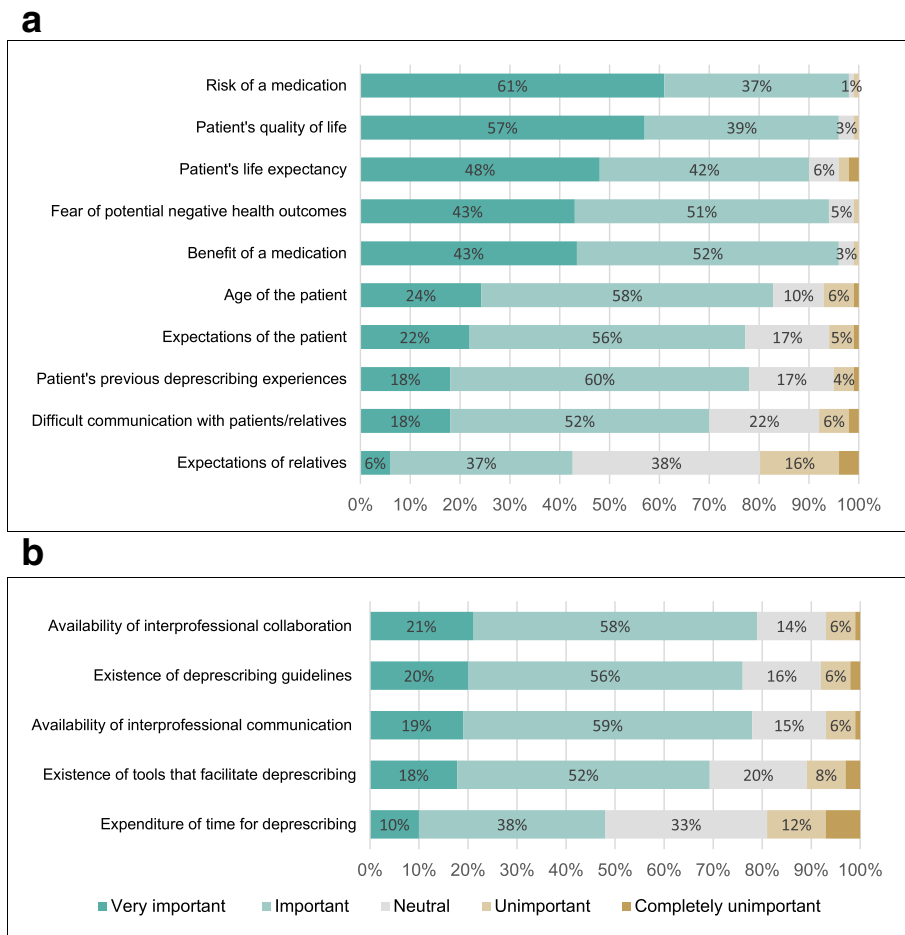 a
Risk of a medication 61% 37% 1%
Patient's quality of life 57% 39% 3%
Patient's life expectancy 48% 42% 6%
Fear of potential negative health outcomes 43% 51% 5%
Benefit of a medication 43% 52% 3%
Age of the patient 24% 58% 10% 6%
Expectations of the patient 22% 56% 17% 5%
Patient's previous deprescribing experiences 18% 60% 17% 4%
Difficult communication with patients/relatives 18% 52% 22% 6%
Expectations of relatives 6% 37% 38% 16%
0% 10% 20% 30% 40% 50% 60% 70% 80% 90% 100%
b
Availability of interprofessional collaboration 21% 58% 14% 6%
Existence of deprescribing guidelines 20% 56% 16% 6%
Availability of interprofessional communication 19% 59% 15% 6%
Existence of tools that facilitate deprescribing 18% 52% 20% 8%
Expenditure of time for deprescribing 10% 38% 33% 12%
0% 10% 20% 30% 40% 50% 60% 70% 80% 90% 100%
Very important Important Neutral Unimportant Completely unimportant